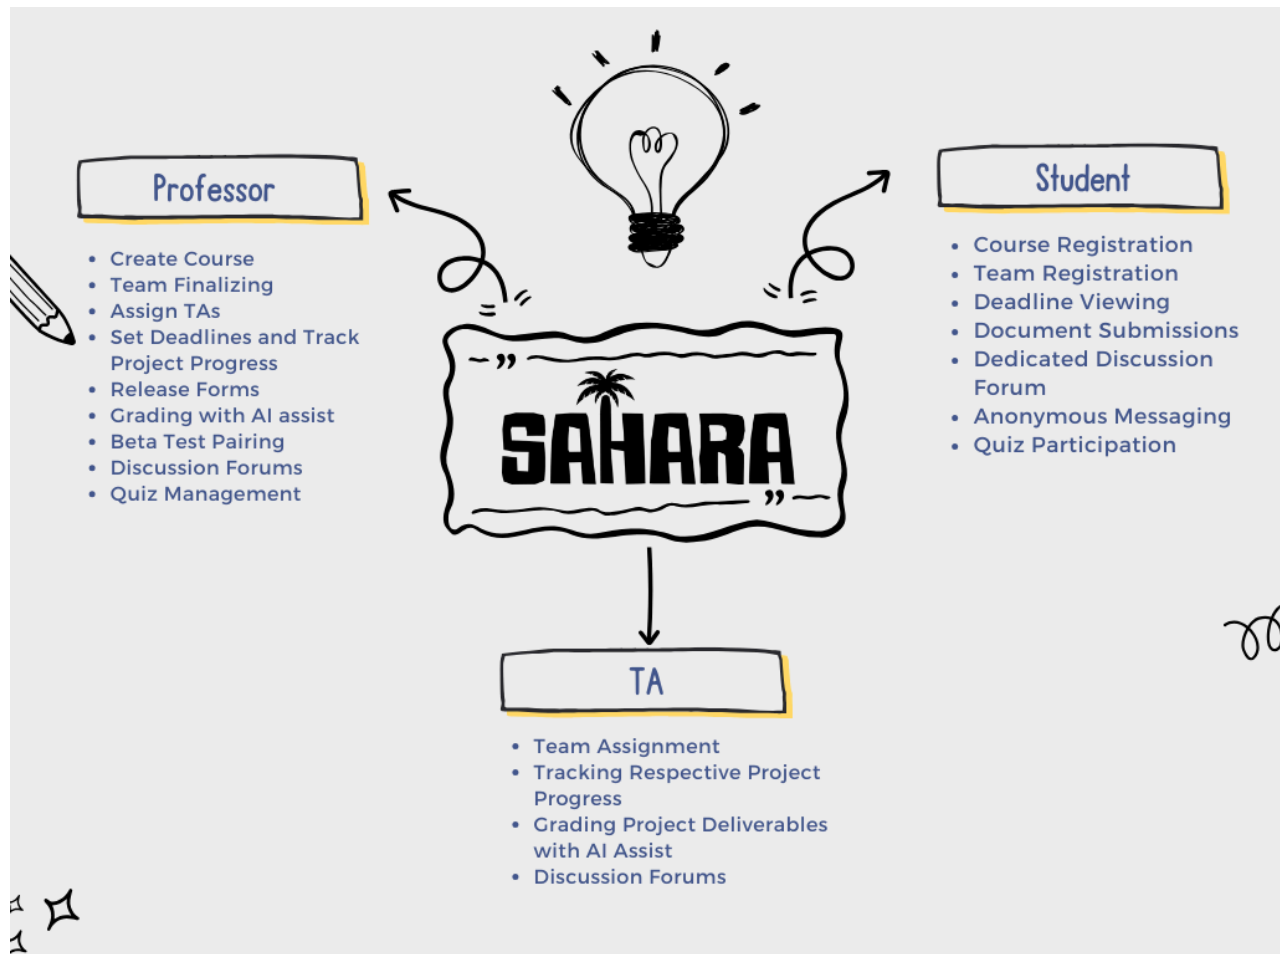 Professor
• Create Course
• Team Finalizing
• Assign TAs
• Set Deadlines and Track
Project Progress
• Release Forms
• Grading with AI assist
• Beta Test Pairing
• Discussion Forums
• Quiz Management
Student
• Course Registration
• Team Registration
• Deadline Viewing
• Document Submissions
• Dedicated Discussion
Forum
• Anonymous Messaging
• Quiz Participation
SAHARA
TA
• Team Assignment
• Tracking Respective Project
Progress
• Grading Project Deliverables
with AI Assist
• Discussion Forums